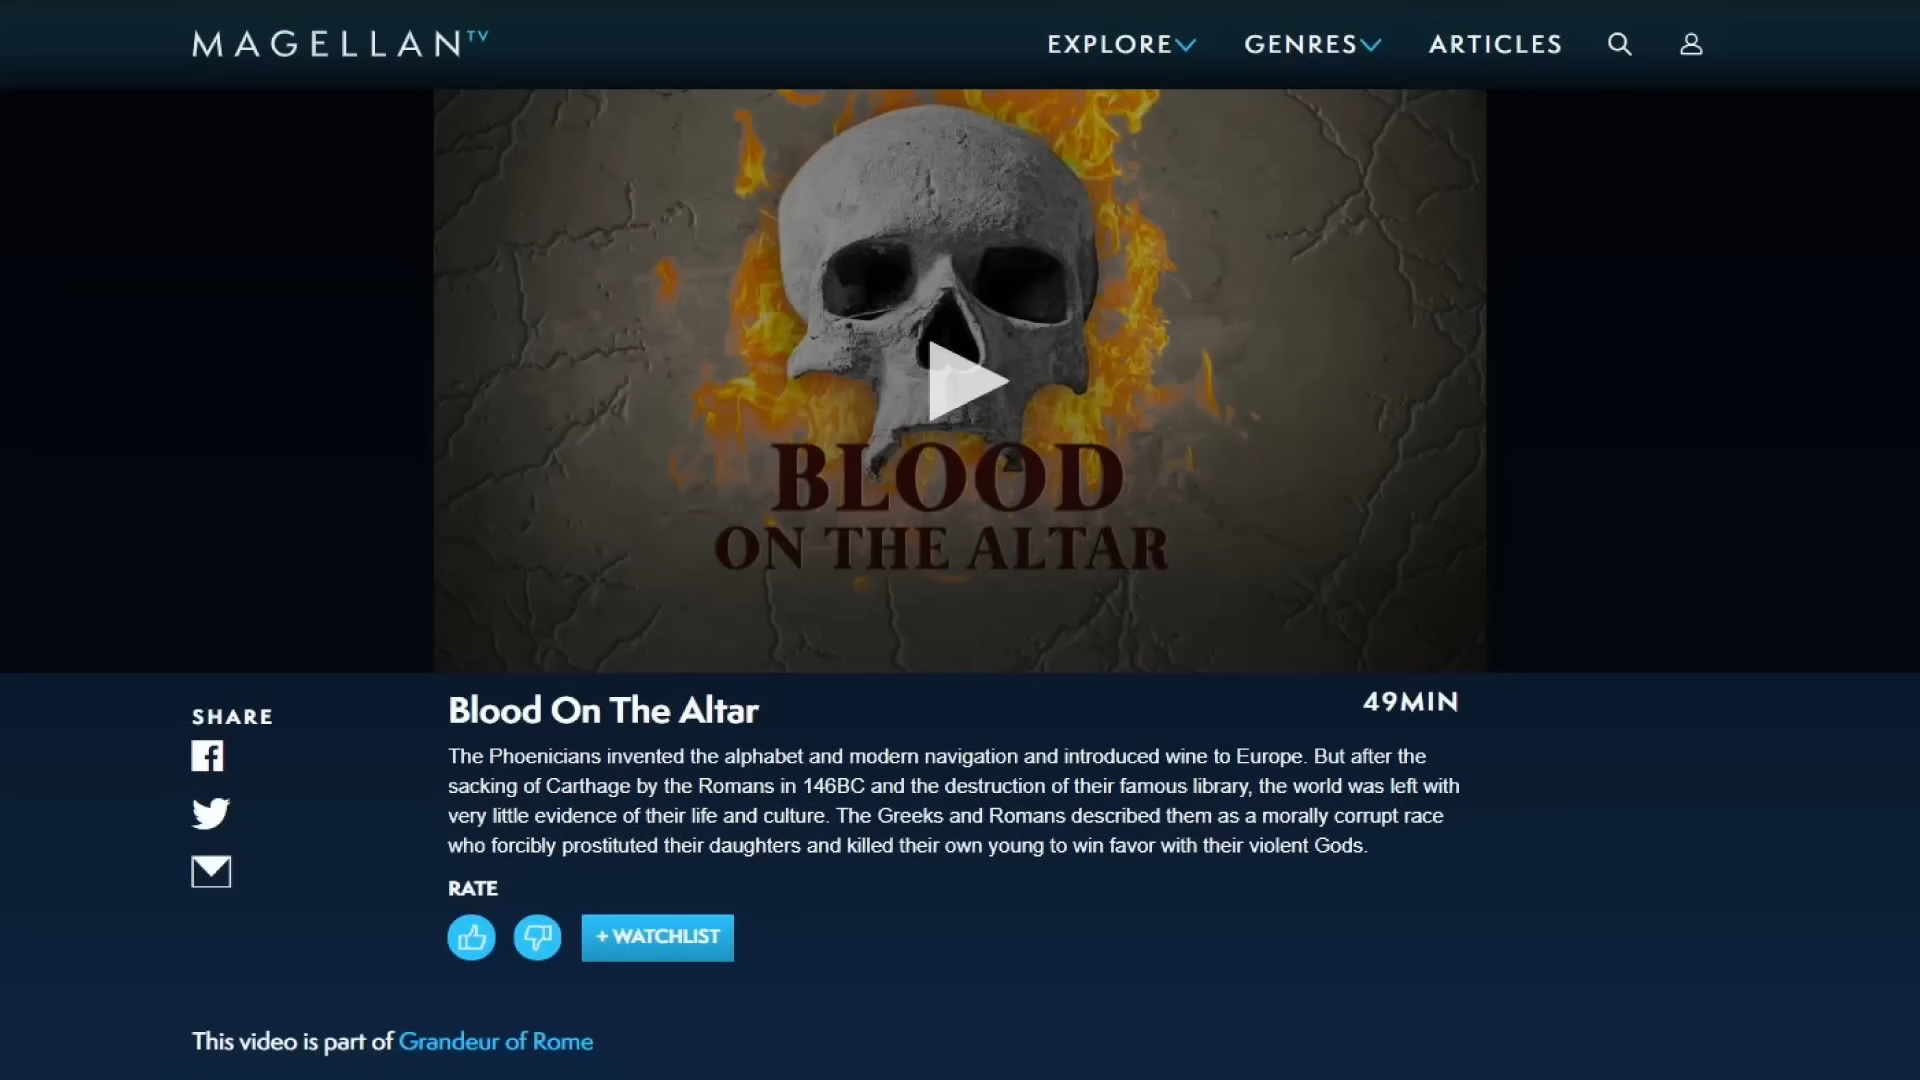 MAGELLAN TV
EXPLORE GENRES ARTICLES
BLOOD
ON THE ALTAR
SHARE
Blood On The Altar
49MIN
The Phoenicians invented the alphabet and modern navigation and introduced wine to Europe. But after the
sacking of Carthage by the Romans in 146BC and the destruction of their famous library, the world was left with
very little evidence of their life and culture. The Greeks and Romans described them as a morally corrupt race
who forcibly prostituted their daughters and killed their own young to win favor with their violent Gods.
RATE
+ WATCHLIST
This video is part of Grandeur of Rome